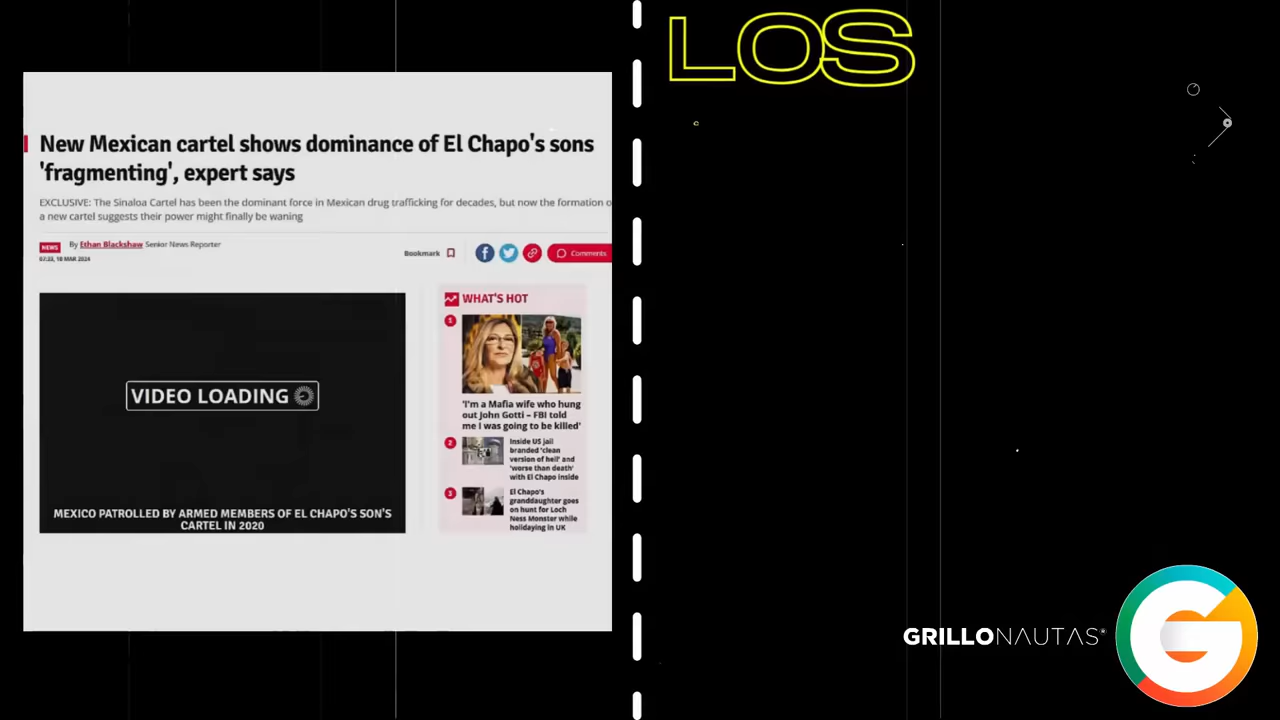 New Mexican cartel shows dominance of El Chapo's sons
'fragmenting', expert says
EXCLUSIVE: The Sinaloa Cartel has been the dominant force in Mexican drug trafficking for decades, but now the formation o
a new cartel suggests their power might finally be waning
NEWS By Ethan Blackshaw Senior News Reporter
07:23, 18 MAR 2024
Bookmark
Comments
VIDEO LOADING
MEXICO PATROLLED BY ARMED MEMBERS OF EL CHAPO'S SON'S
CARTEL IN 2020
WHAT'S HOT
1
'I'm a Mafia wife who hung
out John Gotti – FBI told
me I was going to be killed'
2
Inside US jail
branded 'clean
version of hell' and
'worse than death'
with El Chapo inside
3
El Chapo's
granddaughter goes
on hunt for Loch
Ness Monster while
holidaying in UK
LOS
GRILLONAUTAS
G